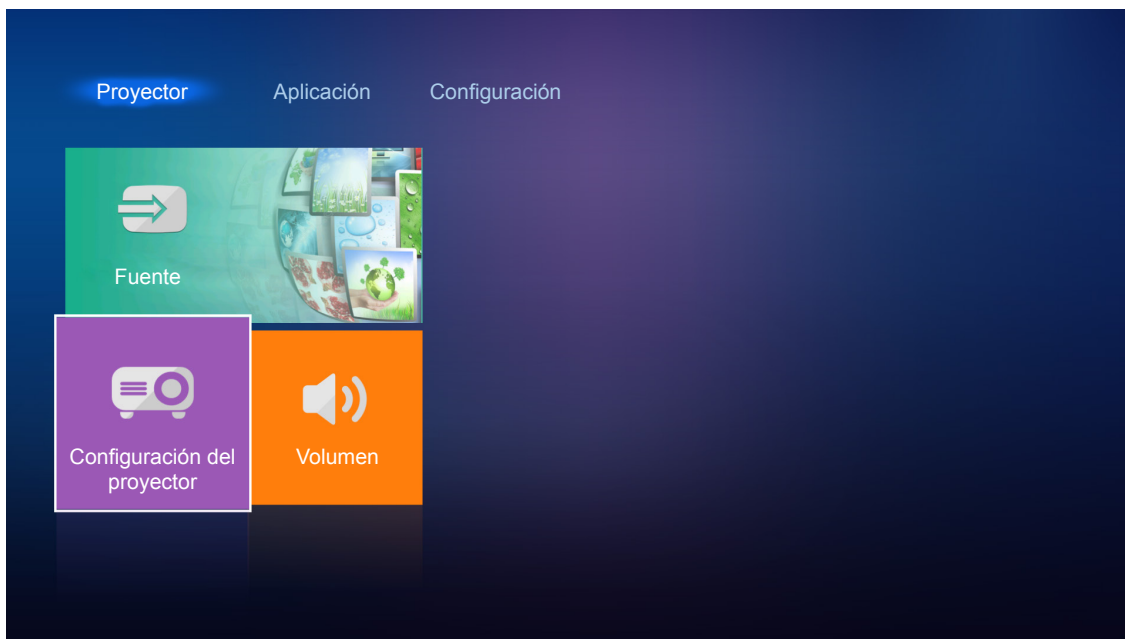 Proyector Aplicación Configuración
Fuente
Configuración del
proyector
Volumen